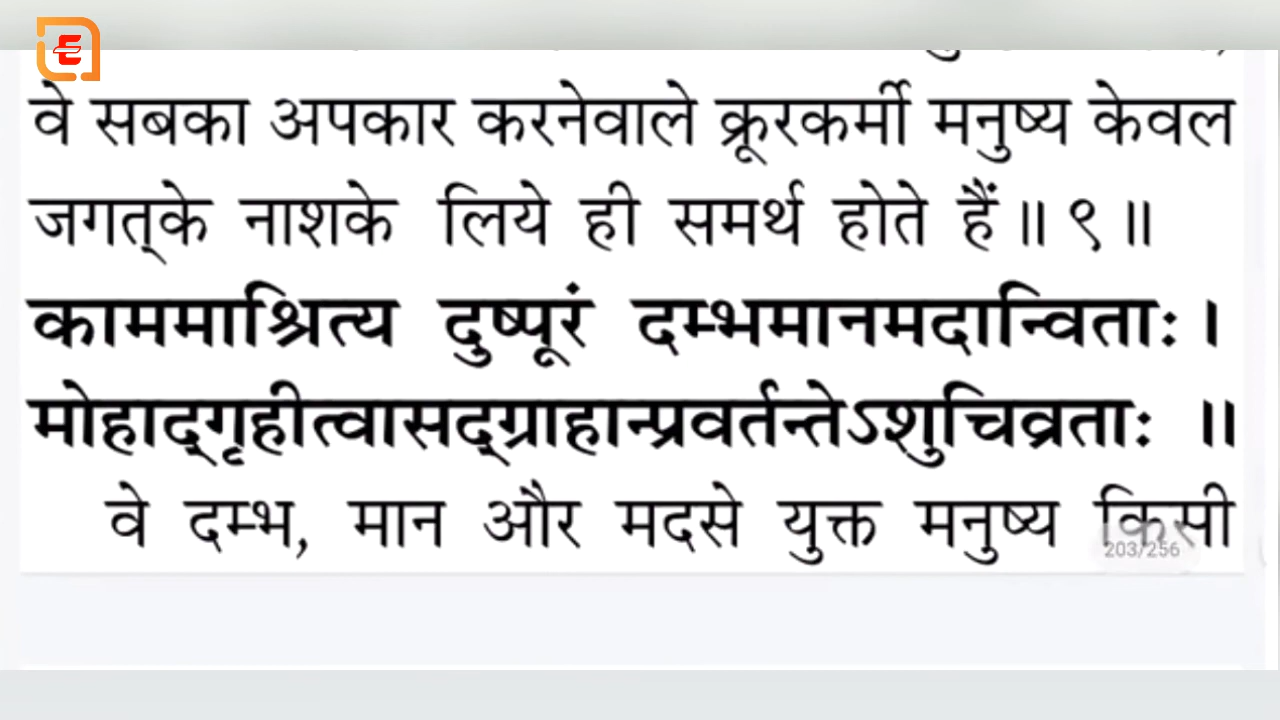 वे सबका अपकार करनेवाले क्रूरकर्मी मनुष्य केवल
जगत्‌के नाशके लिये ही समर्थ होते हैं॥ ९॥
काममाश्रित्य दुष्पूरं दम्भमानमदान्विताः।
मोहाद्‌गृहीत्वासद्‌ग्राहान्प्रवर्तन्तेऽशुचिव्रताः ॥
वे दम्भ, मान और मदसे युक्त मनुष्य किसी
203/256